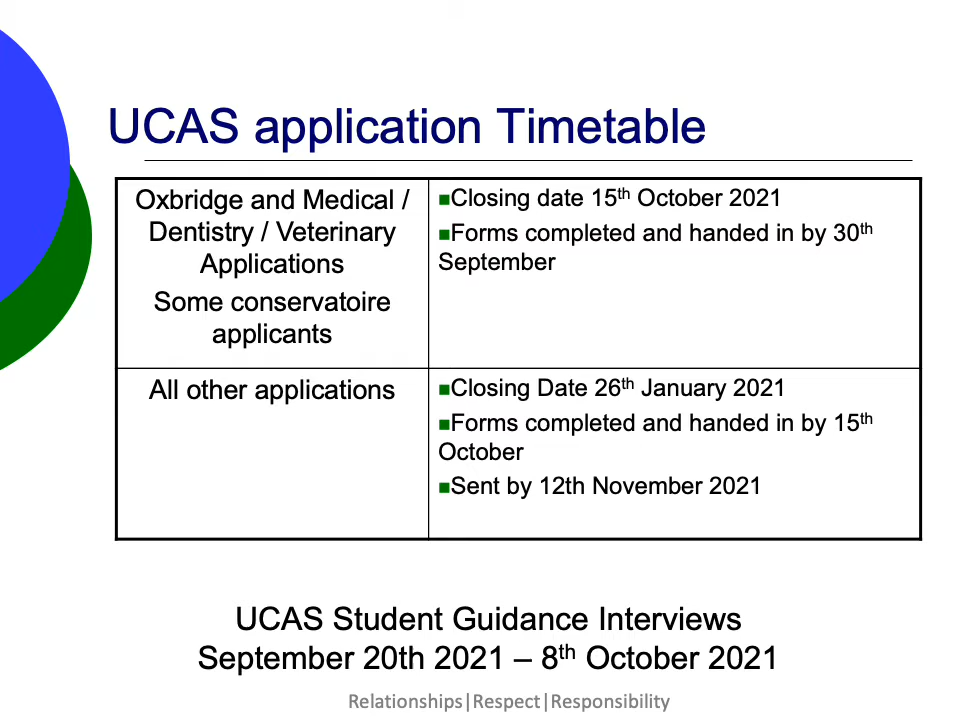 UCAS application Timetable
Oxbridge and Medical /
Dentistry / Veterinary
Applications
Some conservatoire
applicants
Closing date 15th October 2021
Forms completed and handed in by 30th
September
All other applications
Closing Date 26th January 2021
Forms completed and handed in by 15th
October
Sent by 12th November 2021
UCAS Student Guidance Interviews
September 20th 2021 – 8th October 2021
Relationships|Respect|Responsibility